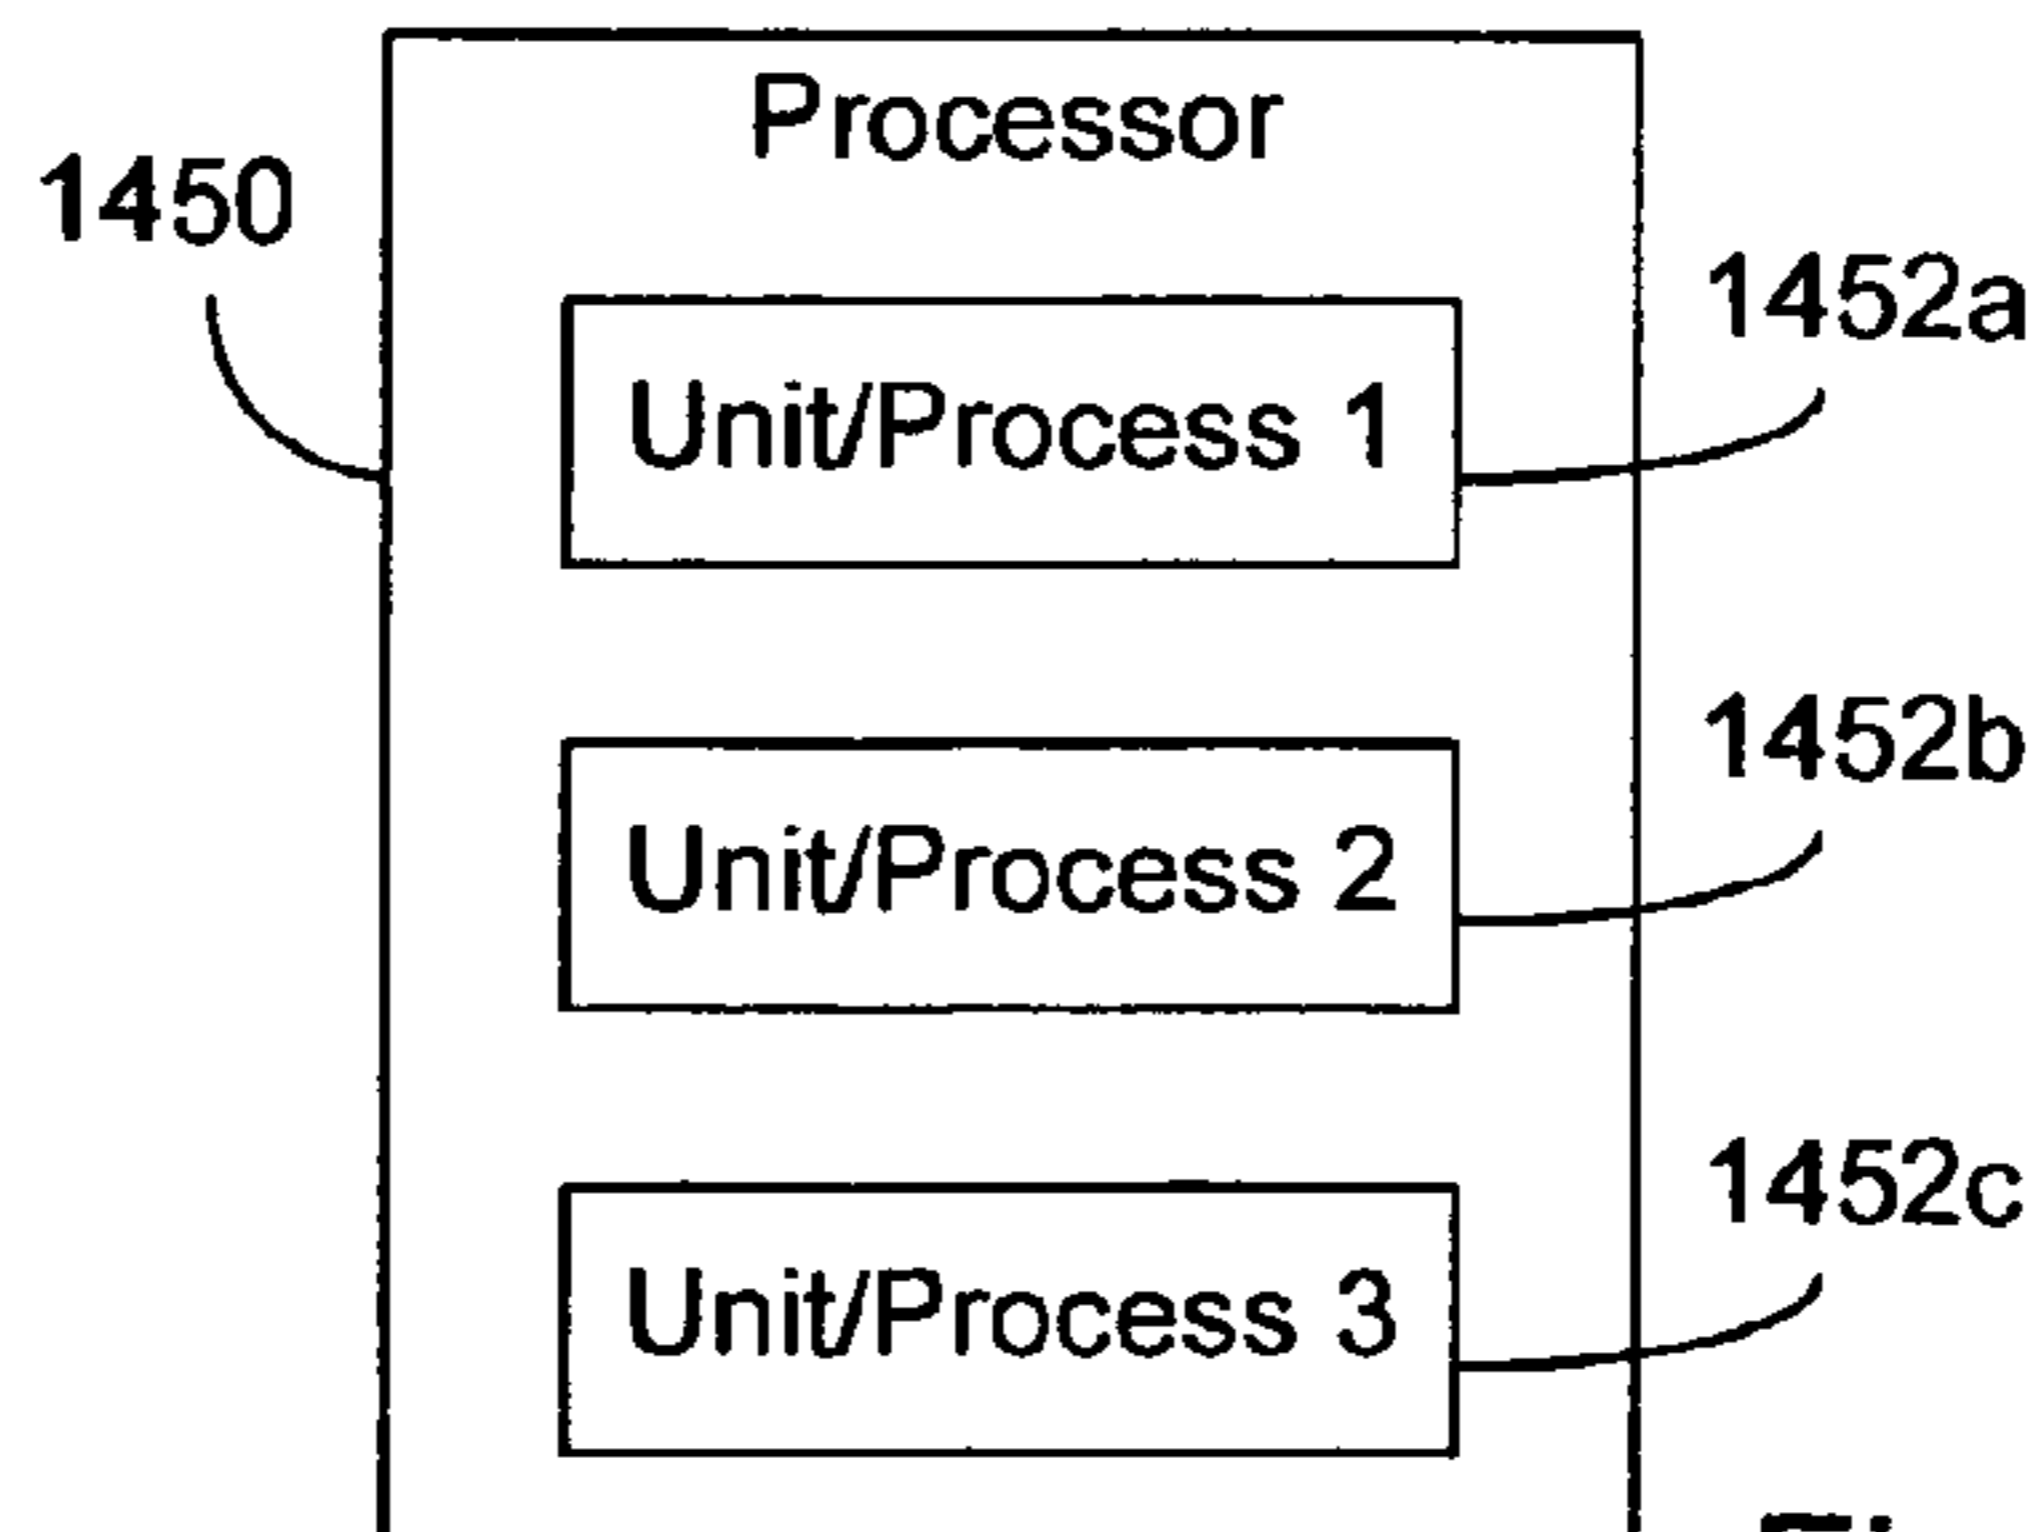 Processor
1450
1452a
Unit/Process 1
1452b
Unit/Process 2
1452c
Unit/Process 3